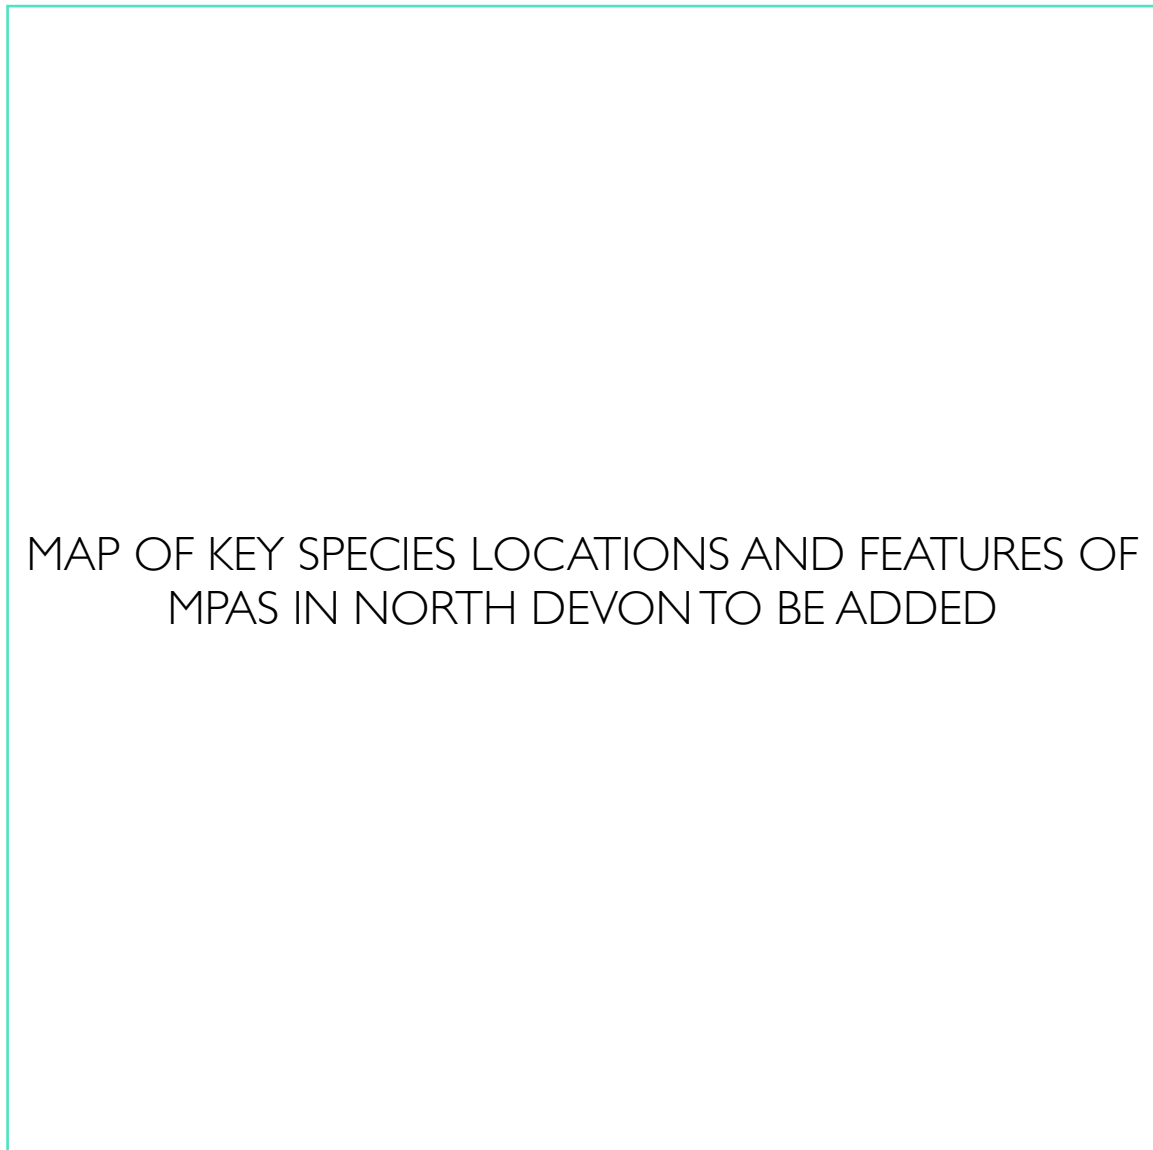 MAP OF KEY SPECIES LOCATIONS AND FEATURES OF
MPAS IN NORTH DEVON TO BE ADDED